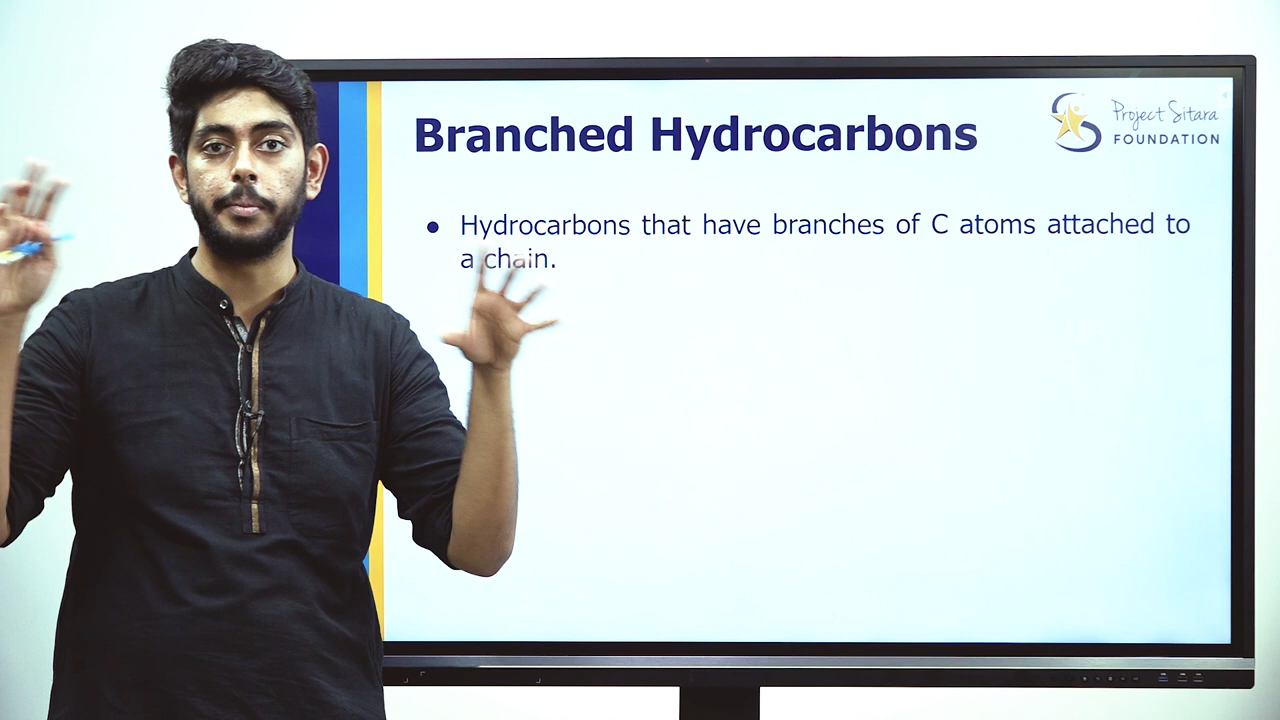 Branched Hydrocarbons
Project Sitara
FOUNDATION
● Hydrocarbons that have branches of C atoms attached to
a chain.